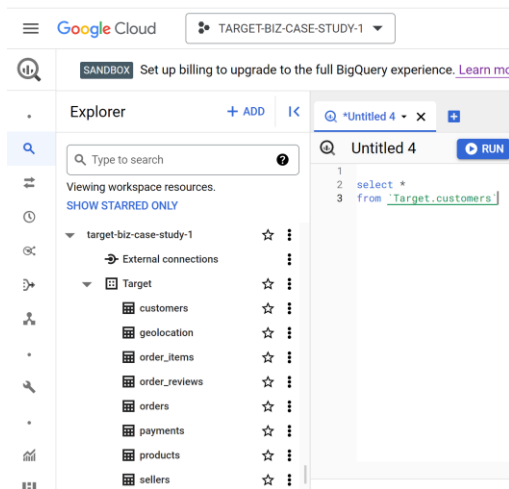 Google Cloud
TARGET-BIZ-CASE-STUDY-1
SANDBOX Set up billing to upgrade to the full BigQuery experience. Learn mo
Explorer
+ ADD
*Untitled 4
Type to search
Untitled 4
RUN
Viewing workspace resources.
SHOW STARRED ONLY
1
2 select *
3 from `Target.customers`
target-biz-case-study-1
External connections
Target
customers
geolocation
order_items
order_reviews
orders
payments
products
sellers